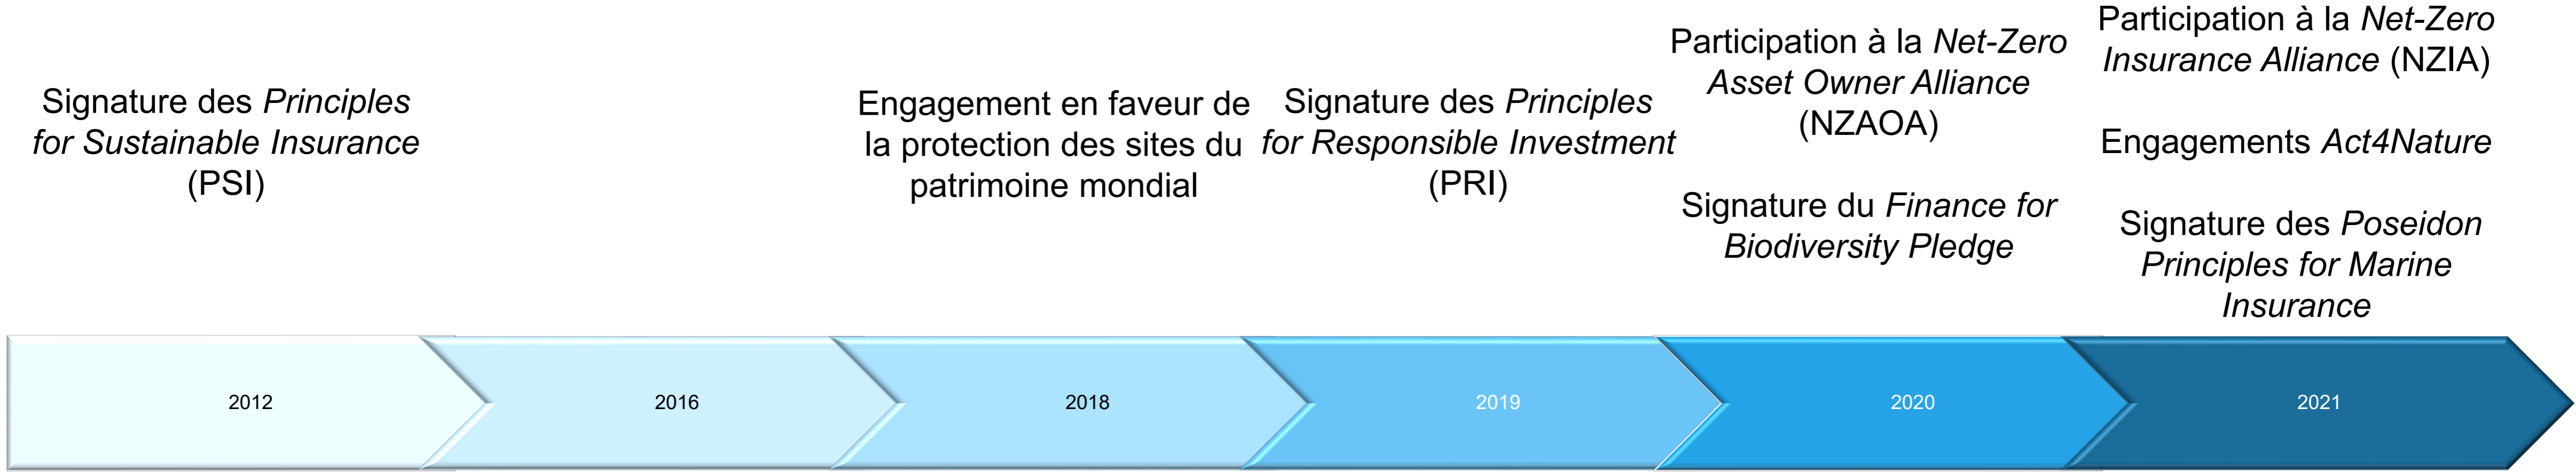 Signature des Principles
for Sustainable Insurance
(PSI)
Engagement en faveur de
la protection des sites du
patrimoine mondial
Signature des Principles
for Responsible Investment
(PRI)
Participation à la Net-Zero
Asset Owner Alliance
(NZAOA)
Signature du Finance for
Biodiversity Pledge
Participation à la Net-Zero
Insurance Alliance (NZIA)
Engagements Act4Nature
Signature des Poseidon
Principles for Marine
Insurance
2012
2016
2018
2019
2020
2021